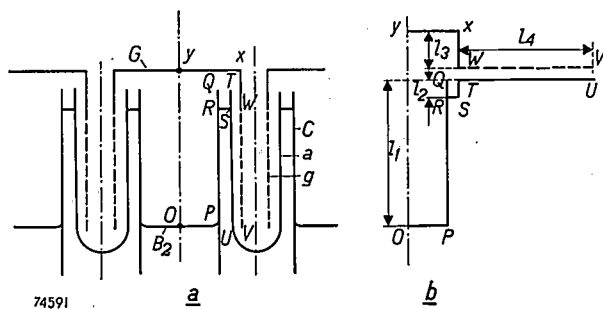 G y x
Q T
R W
S
C
a
g
O P
B₂ U V
74591 a
y x
l₃ l₄
W V
Q T U
l₂ R S
l₁
O P
b